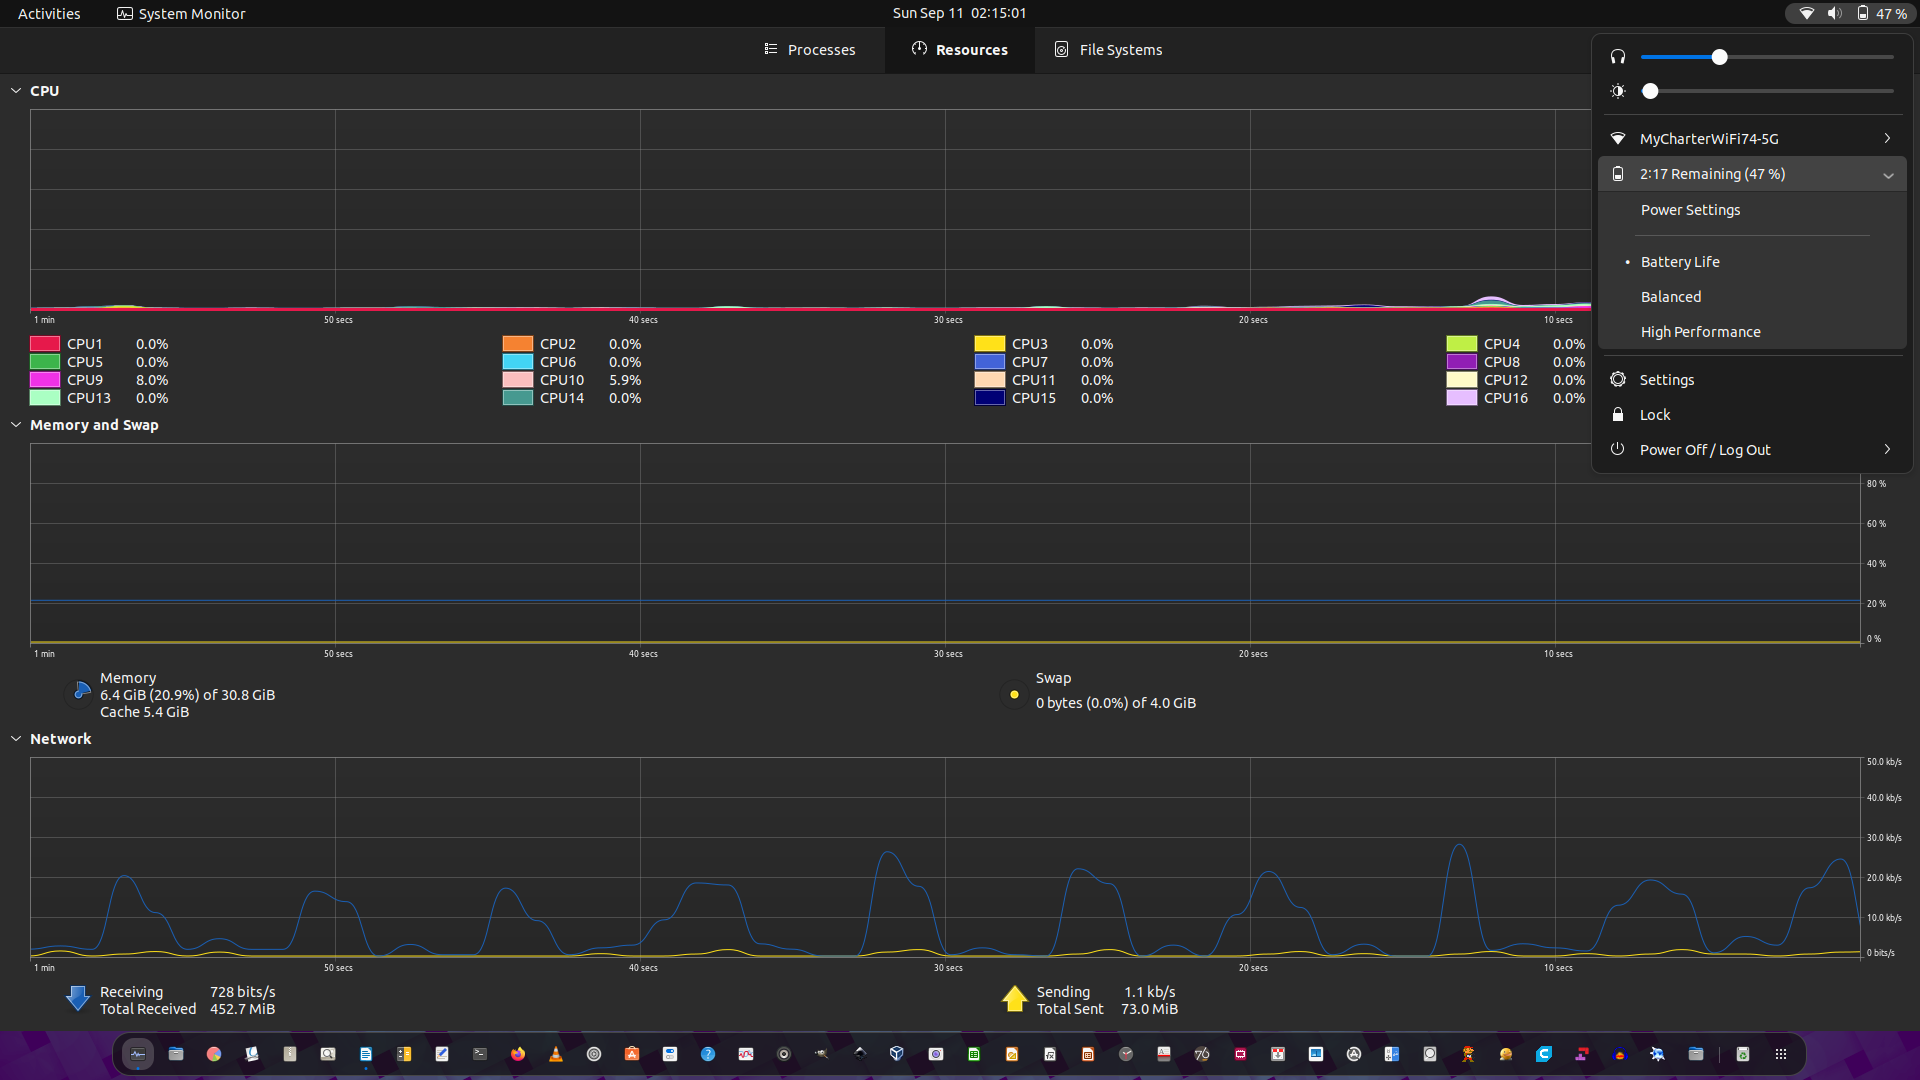 Activities System Monitor Sun Sep 11 02:15:01 47 %
Processes Resources File Systems
CPU
1 min 50 secs 40 secs 30 secs 20 secs 10 secs
CPU1 0.0% CPU2 0.0% CPU3 0.0% CPU4 0.0%
CPU5 0.0% CPU6 0.0% CPU7 0.0% CPU8 0.0%
CPU9 8.0% CPU10 5.9% CPU11 0.0% CPU12 0.0%
CPU13 0.0% CPU14 0.0% CPU15 0.0% CPU16 0.0%
MyCharterWiFi74-5G
2:17 Remaining (47 %)
Power Settings
Battery Life
Balanced
High Performance
Settings
Lock
Power Off / Log Out
Memory and Swap
80 %
60 %
40 %
20 %
0 %
1 min 50 secs 40 secs 30 secs 20 secs 10 secs
Memory
6.4 GiB (20.9%) of 30.8 GiB
Cache 5.4 GiB
Swap
0 bytes (0.0%) of 4.0 GiB
Network
50.0 kb/s
40.0 kb/s
30.0 kb/s
20.0 kb/s
10.0 kb/s
0 bits/s
1 min 50 secs 40 secs 30 secs 20 secs 10 secs
Receiving 728 bits/s
Total Received 452.7 MiB
Sending 1.1 kb/s
Total Sent 73.0 MiB
76